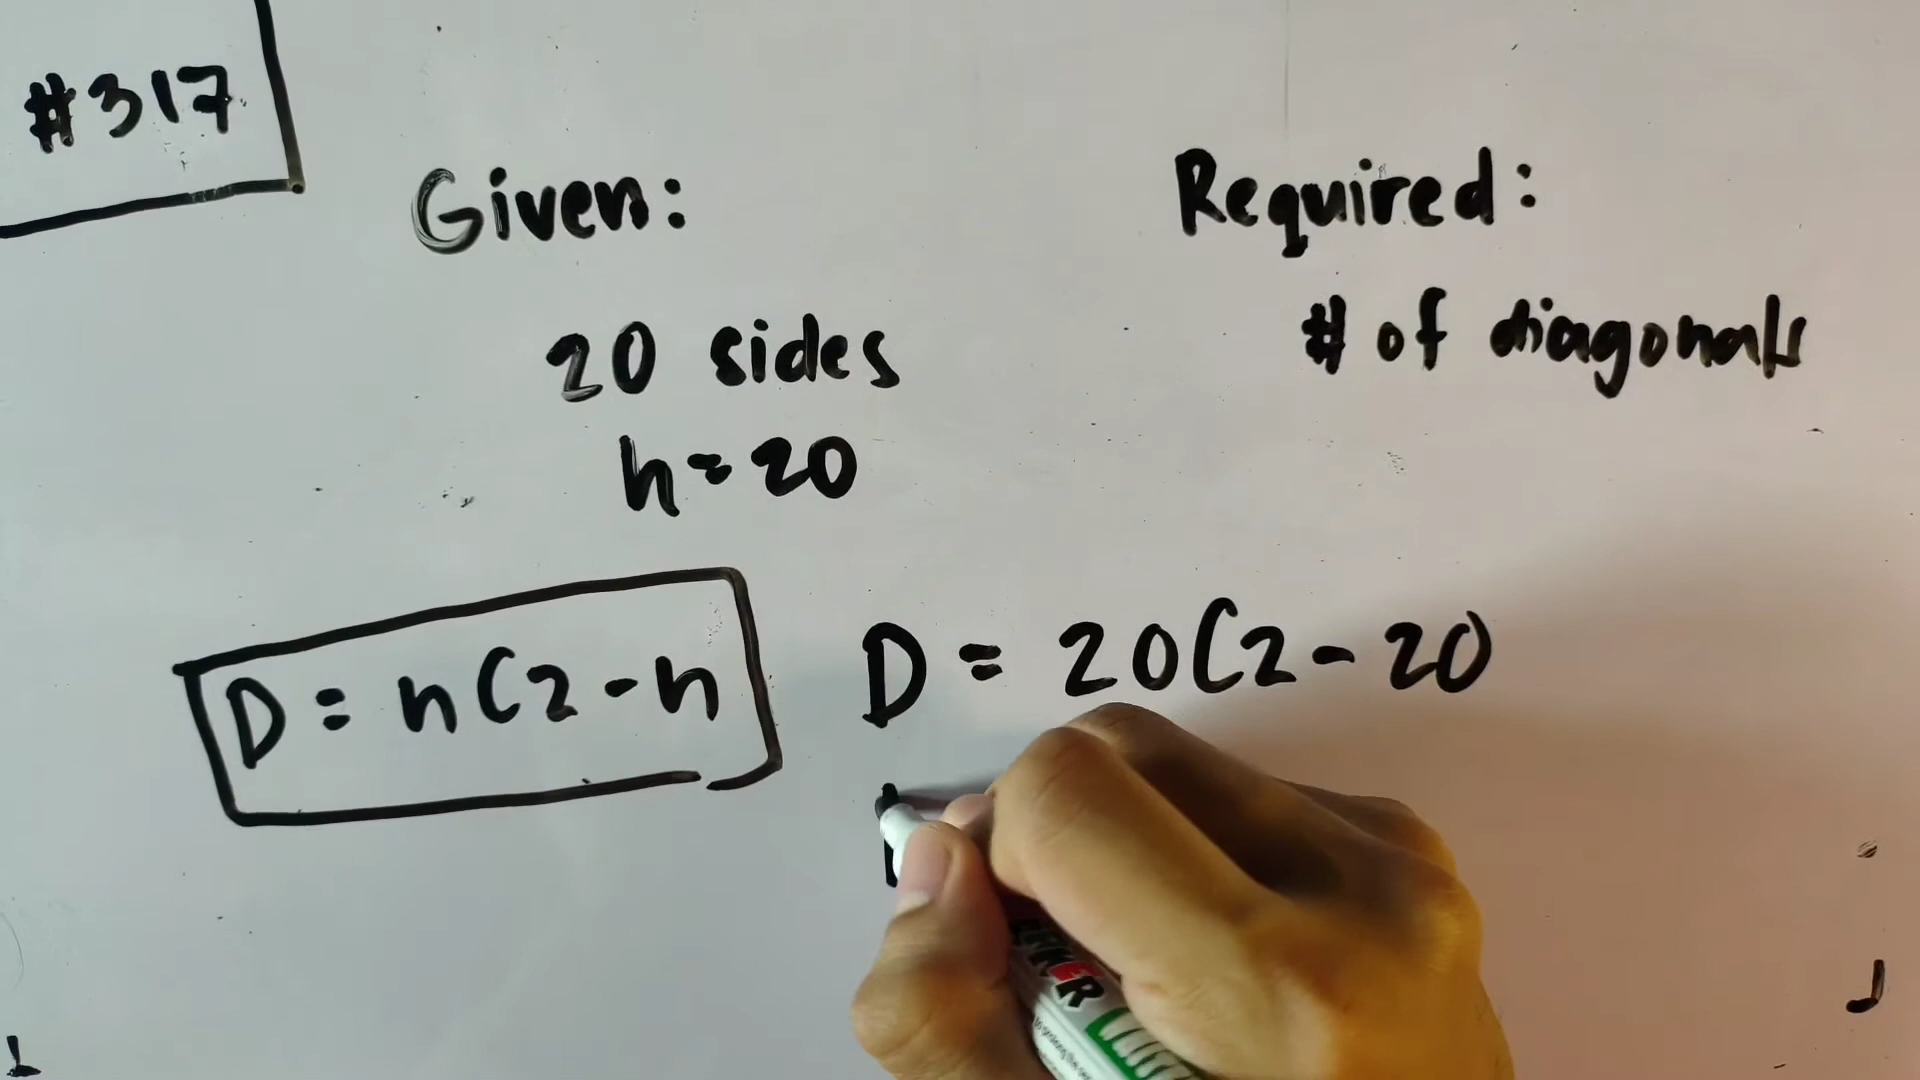 #317
Given:
Required:
20 sides
# of diagonals
n=20
D = nC2-n
D = 20C2-20